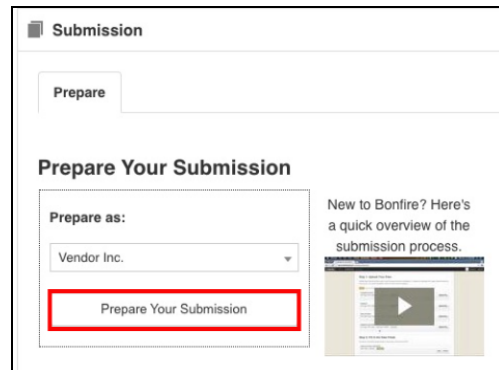 Submission
Prepare
Prepare Your Submission
Prepare as:
Vendor Inc.
Prepare Your Submission
New to Bonfire? Here's
a quick overview of the
submission process.